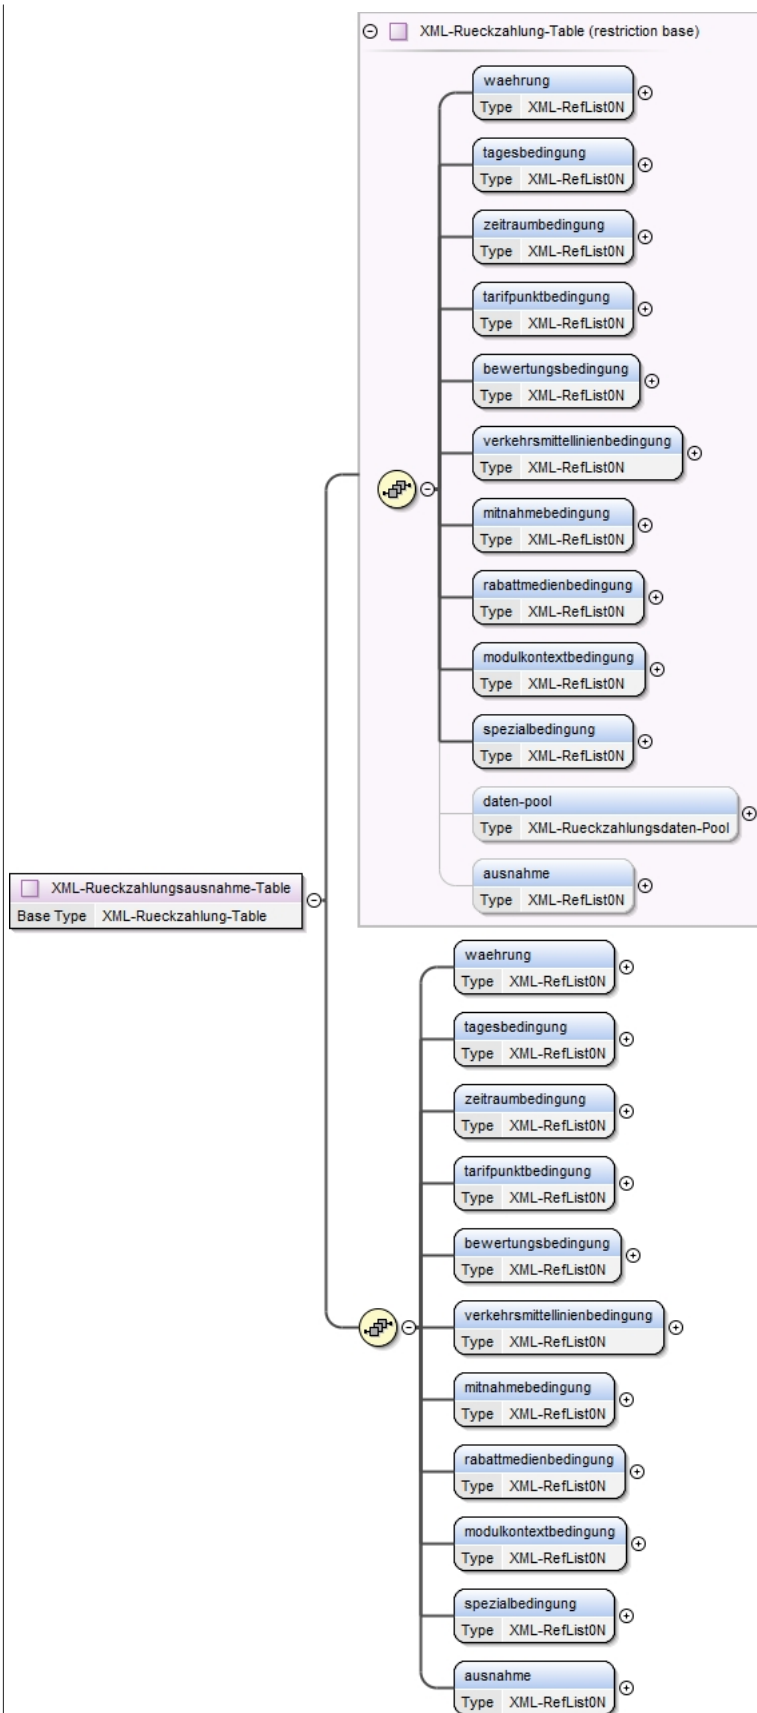 XML-Rueckzahlung-Table (restriction base)
waehrung
Type XML-RefList0N
tagesbedingung
Type XML-RefList0N
zeitraumbedingung
Type XML-RefList0N
tarifpunktbedingung
Type XML-RefList0N
bewertungsbedingung
Type XML-RefList0N
verkehrsmittellinienbedingung
Type XML-RefList0N
mitnahmebedingung
Type XML-RefList0N
rabattmedienbedingung
Type XML-RefList0N
modulkontextbedingung
Type XML-RefList0N
spezialbedingung
Type XML-RefList0N
daten-pool
Type XML-Rueckzahlungsdaten-Pool
ausnahme
Type XML-RefList0N
XML-Rueckzahlungsausnahme-Table
Base Type XML-Rueckzahlung-Table
waehrung
Type XML-RefList0N
tagesbedingung
Type XML-RefList0N
zeitraumbedingung
Type XML-RefList0N
tarifpunktbedingung
Type XML-RefList0N
bewertungsbedingung
Type XML-RefList0N
verkehrsmittellinienbedingung
Type XML-RefList0N
mitnahmebedingung
Type XML-RefList0N
rabattmedienbedingung
Type XML-RefList0N
modulkontextbedingung
Type XML-RefList0N
spezialbedingung
Type XML-RefList0N
ausnahme
Type XML-RefList0N